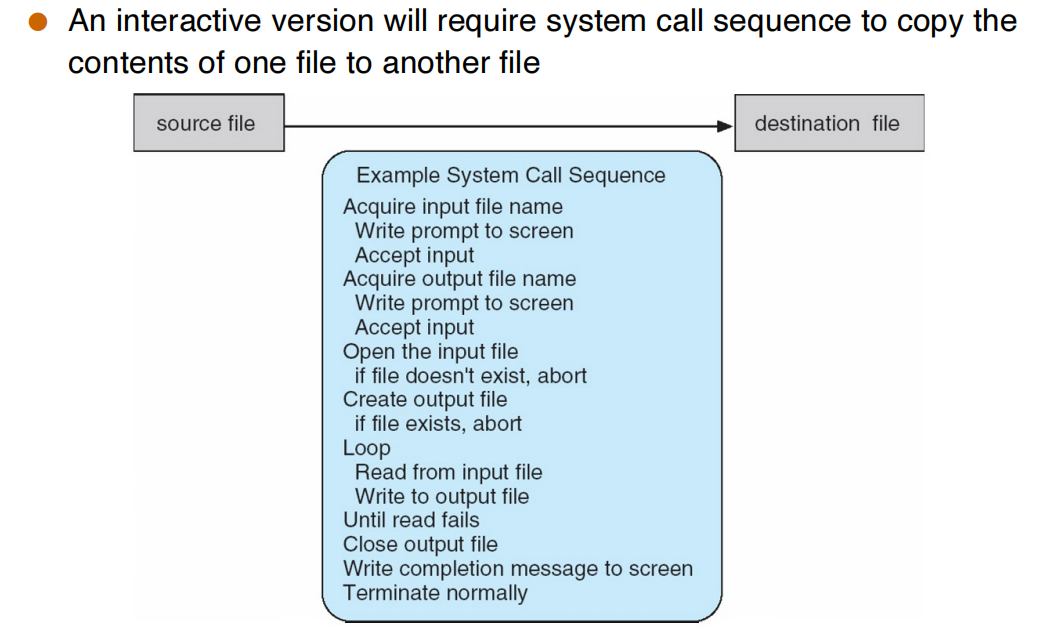 An interactive version will require system call sequence to copy the
contents of one file to another file
source file
destination file
Example System Call Sequence
Acquire input file name
Write prompt to screen
Accept input
Acquire output file name
Write prompt to screen
Accept input
Open the input file
if file doesn't exist, abort
Create output file
if file exists, abort
Loop
Read from input file
Write to output file
Until read fails
Close output file
Write completion message to screen
Terminate normally